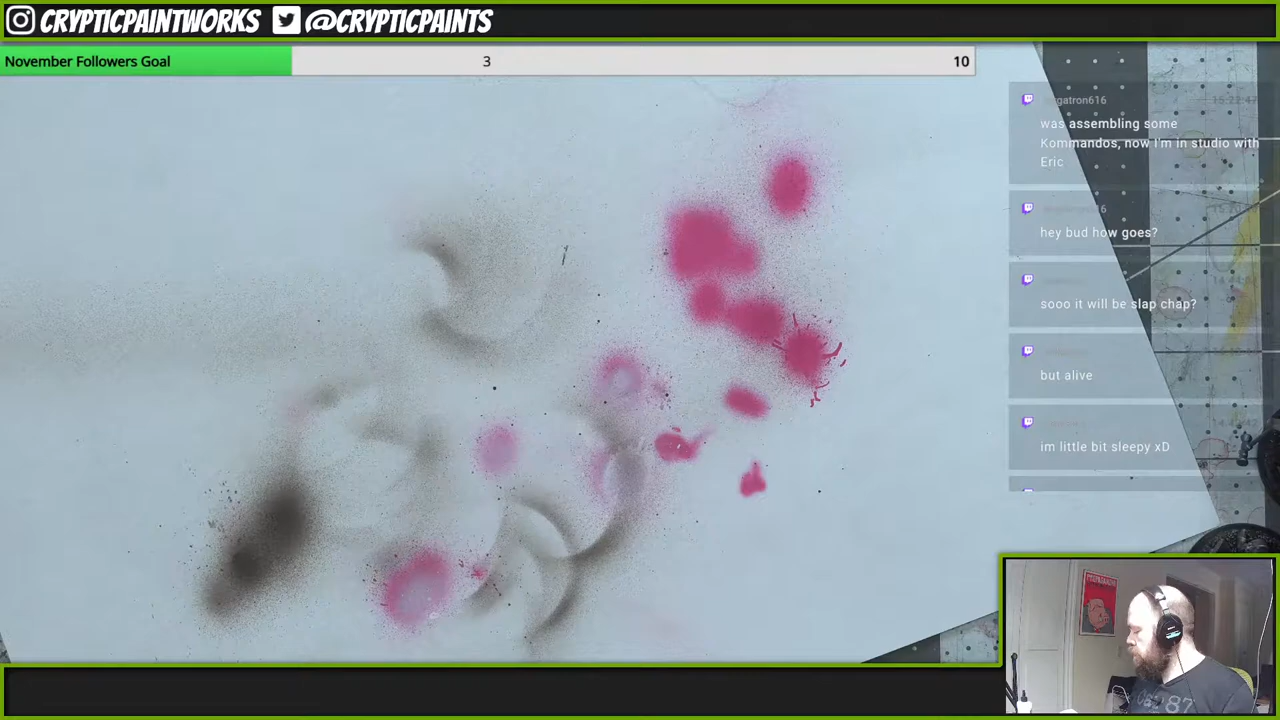 CRYPTICPAINTWORKS @CRYPTICPAINTS
November Followers Goal 3 10
was assembling some
Kommandos, now I'm in studio with
Eric
hey bud how goes?
sooo it will be slap chap?
but alive
im little bit sleepy xD